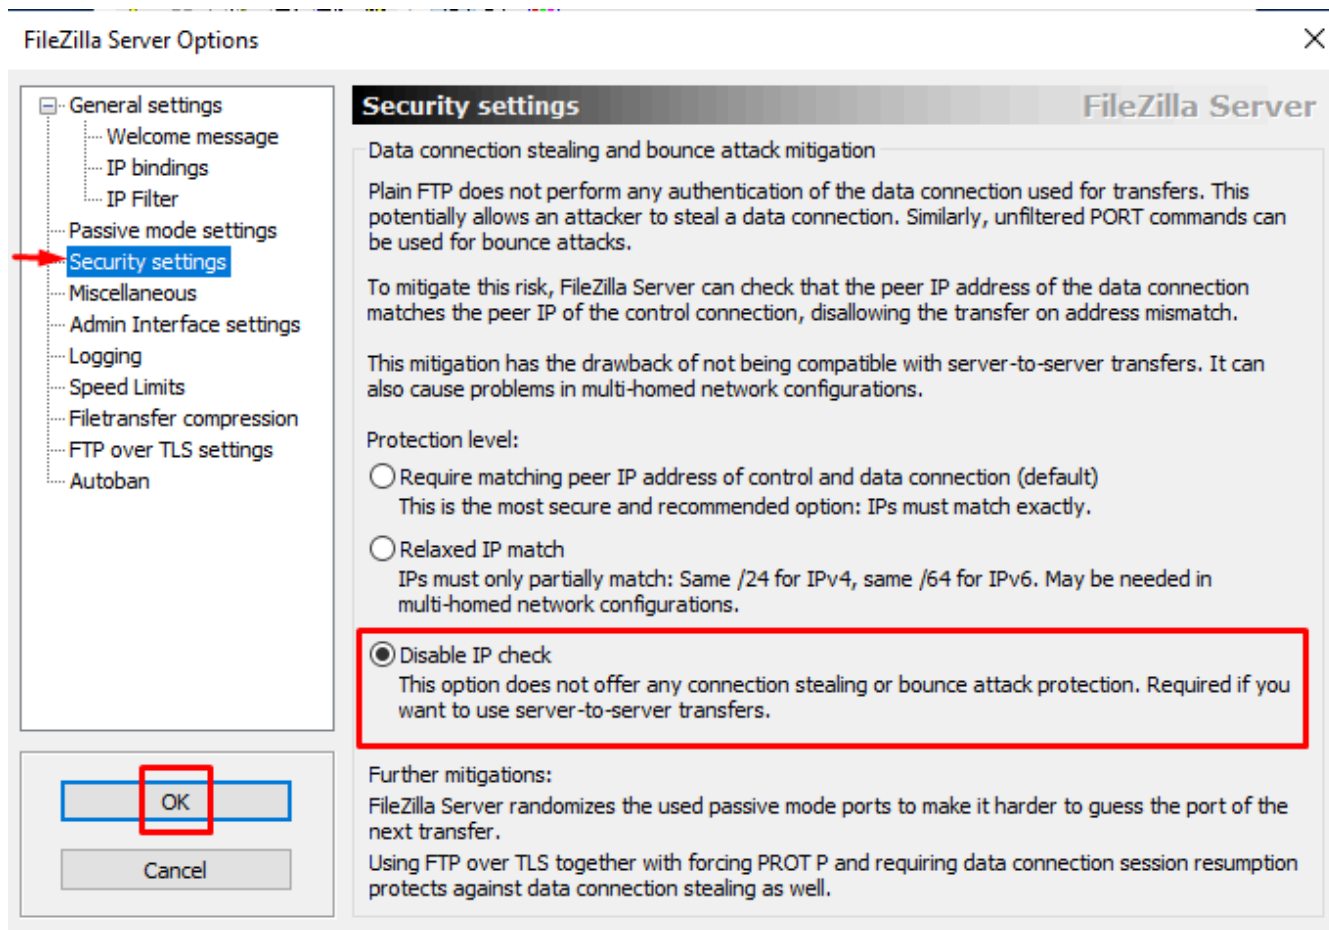 FileZilla Server Options
General settings
Welcome message
IP bindings
IP Filter
Passive mode settings
Security settings
Miscellaneous
Admin Interface settings
Logging
Speed Limits
Filetransfer compression
FTP over TLS settings
Autoban
OK
Cancel
Security settings
FileZilla Server
Data connection stealing and bounce attack mitigation
Plain FTP does not perform any authentication of the data connection used for transfers. This
potentially allows an attacker to steal a data connection. Similarly, unfiltered PORT commands can
be used for bounce attacks.
To mitigate this risk, FileZilla Server can check that the peer IP address of the data connection
matches the peer IP of the control connection, disallowing the transfer on address mismatch.
This mitigation has the drawback of not being compatible with server-to-server transfers. It can
also cause problems in multi-homed network configurations.
Protection level:
Require matching peer IP address of control and data connection (default)
This is the most secure and recommended option: IPs must match exactly.
Relaxed IP match
IPs must only partially match: Same /24 for IPv4, same /64 for IPv6. May be needed in
multi-homed network configurations.
Disable IP check
This option does not offer any connection stealing or bounce attack protection. Required if you
want to use server-to-server transfers.
Further mitigations:
FileZilla Server randomizes the used passive mode ports to make it harder to guess the port of the
next transfer.
Using FTP over TLS together with forcing PROT P and requiring data connection session resumption
protects against data connection stealing as well.